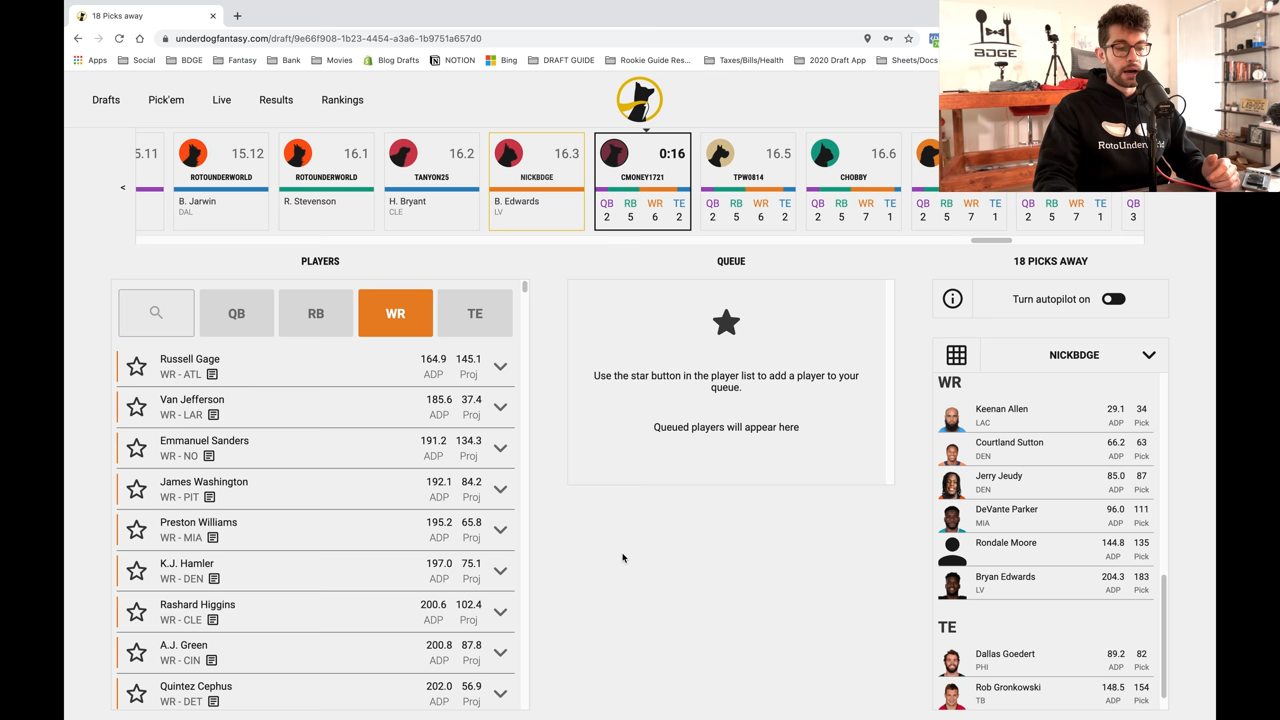 18 Picks away
underdogfantasy.com/draft/9e66f908-1b23-4454-a3a6-1b9751a657d0
Apps Social BDGE Fantasy Bank Movies Blog Drafts NOTION Bing DRAFT GUIDE Rookie Guide Res... Taxes/Bills/Health 2020 Draft App Sheets/Docs
BDGE
RotoUnderworld
Drafts Pick'em Live Results Rankings
5.11 15.12 16.1 16.2 16.3 0:16 16.5 16.6
ROTOUNDERWORLD ROTOUNDERWORLD TANYON25 NICKBDGE CMONEY1721 TPW0814 CHOBBY
B. Jarwin R. Stevenson H. Bryant B. Edwards QB RB WR TE QB RB WR TE QB RB WR TE QB RB WR TE QB RB WR TE QB
DAL CLE LV 2 5 6 2 2 5 6 2 2 5 7 1 2 5 7 1 2 5 7 1 3
<
PLAYERS QUEUE 18 PICKS AWAY
QB RB WR TE
Turn autopilot on
Use the star button in the player list to add a player to your
queue.
Queued players will appear here
NICKBDGE
Russell Gage 164.9 145.1
WR - ATL ADP Proj
Van Jefferson 185.6 37.4
WR - LAR ADP Proj
Emmanuel Sanders 191.2 134.3
WR - NO ADP Proj
James Washington 192.1 84.2
WR - PIT ADP Proj
Preston Williams 195.2 65.8
WR - MIA ADP Proj
K.J. Hamler 197.0 75.1
WR - DEN ADP Proj
Rashard Higgins 200.6 102.4
WR - CLE ADP Proj
A.J. Green 200.8 87.8
WR - CIN ADP Proj
Quintez Cephus 202.0 56.9
WR - DET ADP Proj
WR
Keenan Allen 29.1 34
LAC ADP Pick
Courtland Sutton 66.2 63
DEN ADP Pick
Jerry Jeudy 85.0 87
DEN ADP Pick
DeVante Parker 96.0 111
MIA ADP Pick
Rondale Moore 144.8 135
ADP Pick
Bryan Edwards 204.3 183
LV ADP Pick
TE
Dallas Goedert 89.2 82
PHI ADP Pick
Rob Gronkowski 148.5 154
TB ADP Pick